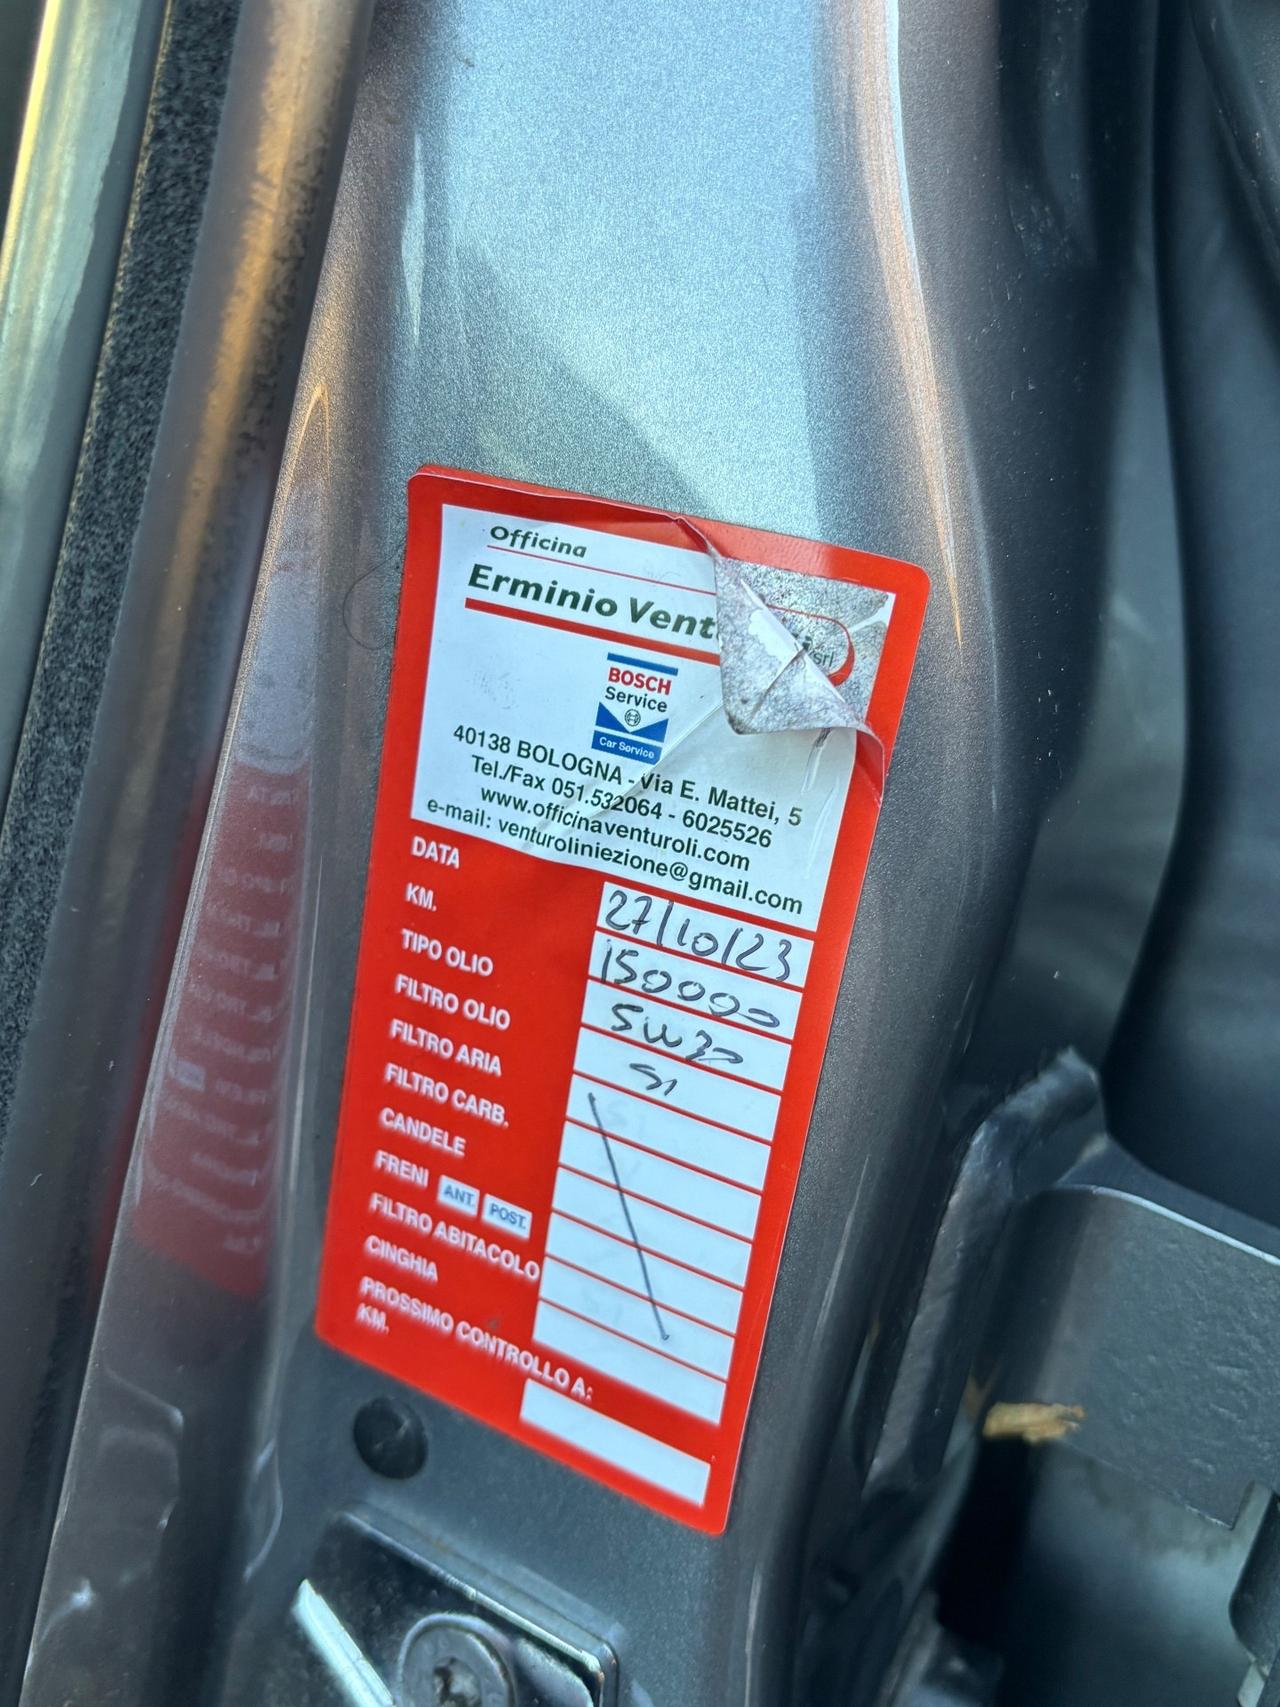 Officina
Erminio Vent
srl
BOSCH
Service
Car Service
40138 BOLOGNA - Via E. Mattei, 5
Tel./Fax 051.532064 - 6025526
www.officinaventuroli.com
e-mail: venturoliniezione@gmail.com
DATA 27/10/23
KM. 150000
TIPO OLIO 5W30
FILTRO OLIO SI
FILTRO ARIA
FILTRO CARB.
CANDELE
FRENI ANT. POST.
FILTRO ABITACOLO
CINGHIA
PROSSIMO CONTROLLO A:
KM.